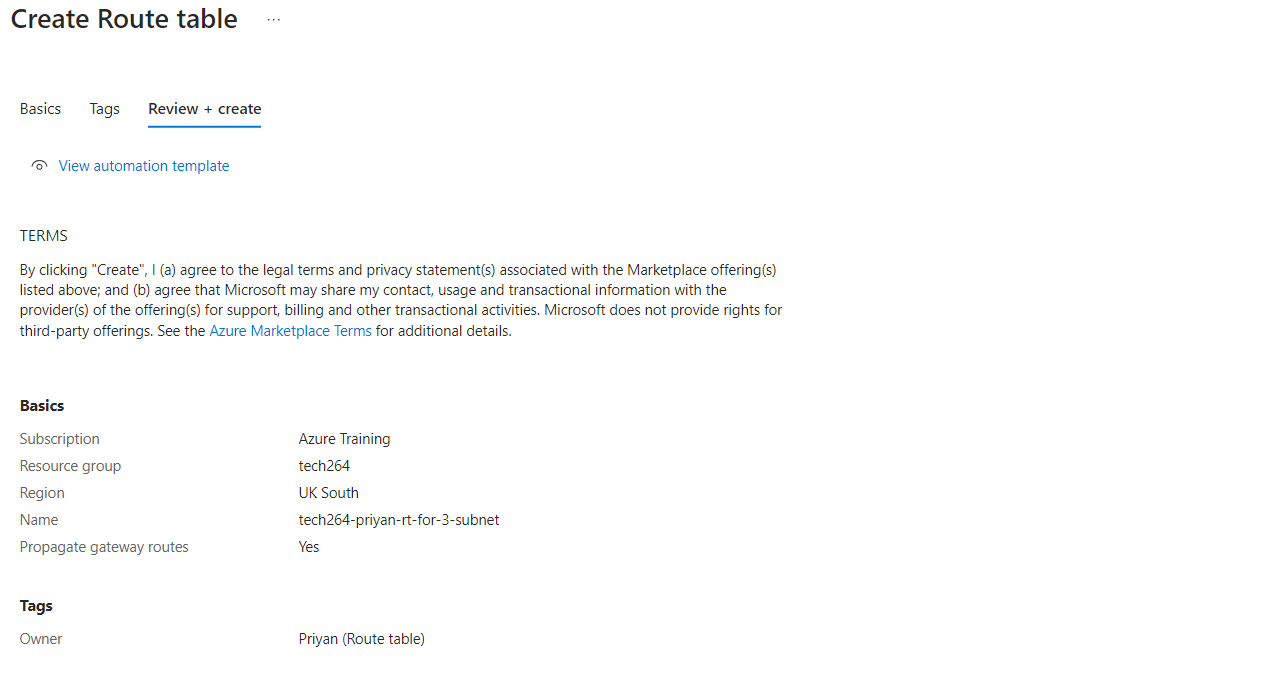 Create Route table ...
Basics Tags Review + create
View automation template
TERMS
By clicking "Create", I (a) agree to the legal terms and privacy statement(s) associated with the Marketplace offering(s)
listed above; and (b) agree that Microsoft may share my contact, usage and transactional information with the
provider(s) of the offering(s) for support, billing and other transactional activities. Microsoft does not provide rights for
third-party offerings. See the Azure Marketplace Terms for additional details.
Basics
Subscription Azure Training
Resource group tech264
Region UK South
Name tech264-priyan-rt-for-3-subnet
Propagate gateway routes Yes
Tags
Owner Priyan (Route table)